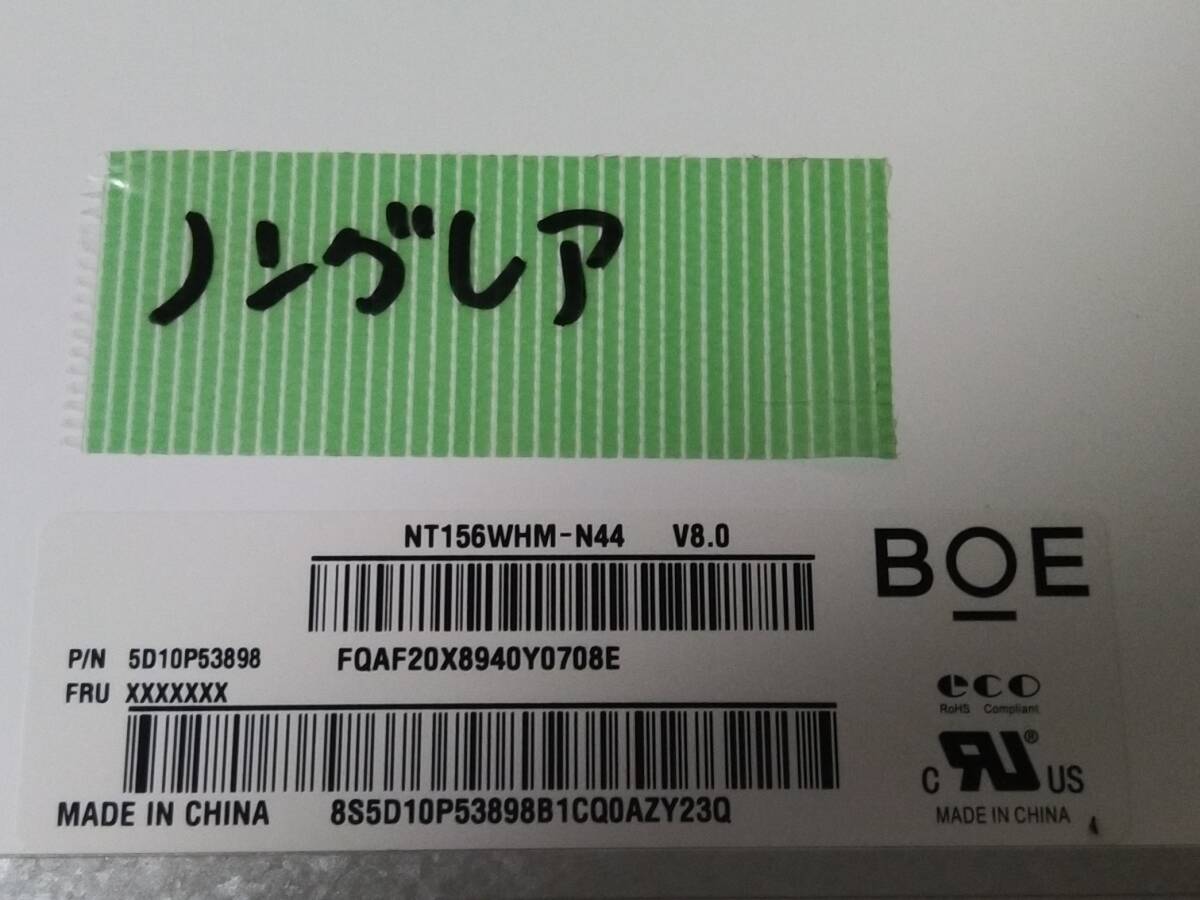 ノングレア
NT156WHM-N44 V8.0
BOE
P/N 5D10P53898
FQAF20X8940Y0708E
FRU XXXXXXX
eco
RoHS Compliant
C RU ® US
MADE IN CHINA
8S5D10P53898B1CQ0AZY23Q
MADE IN CHINA